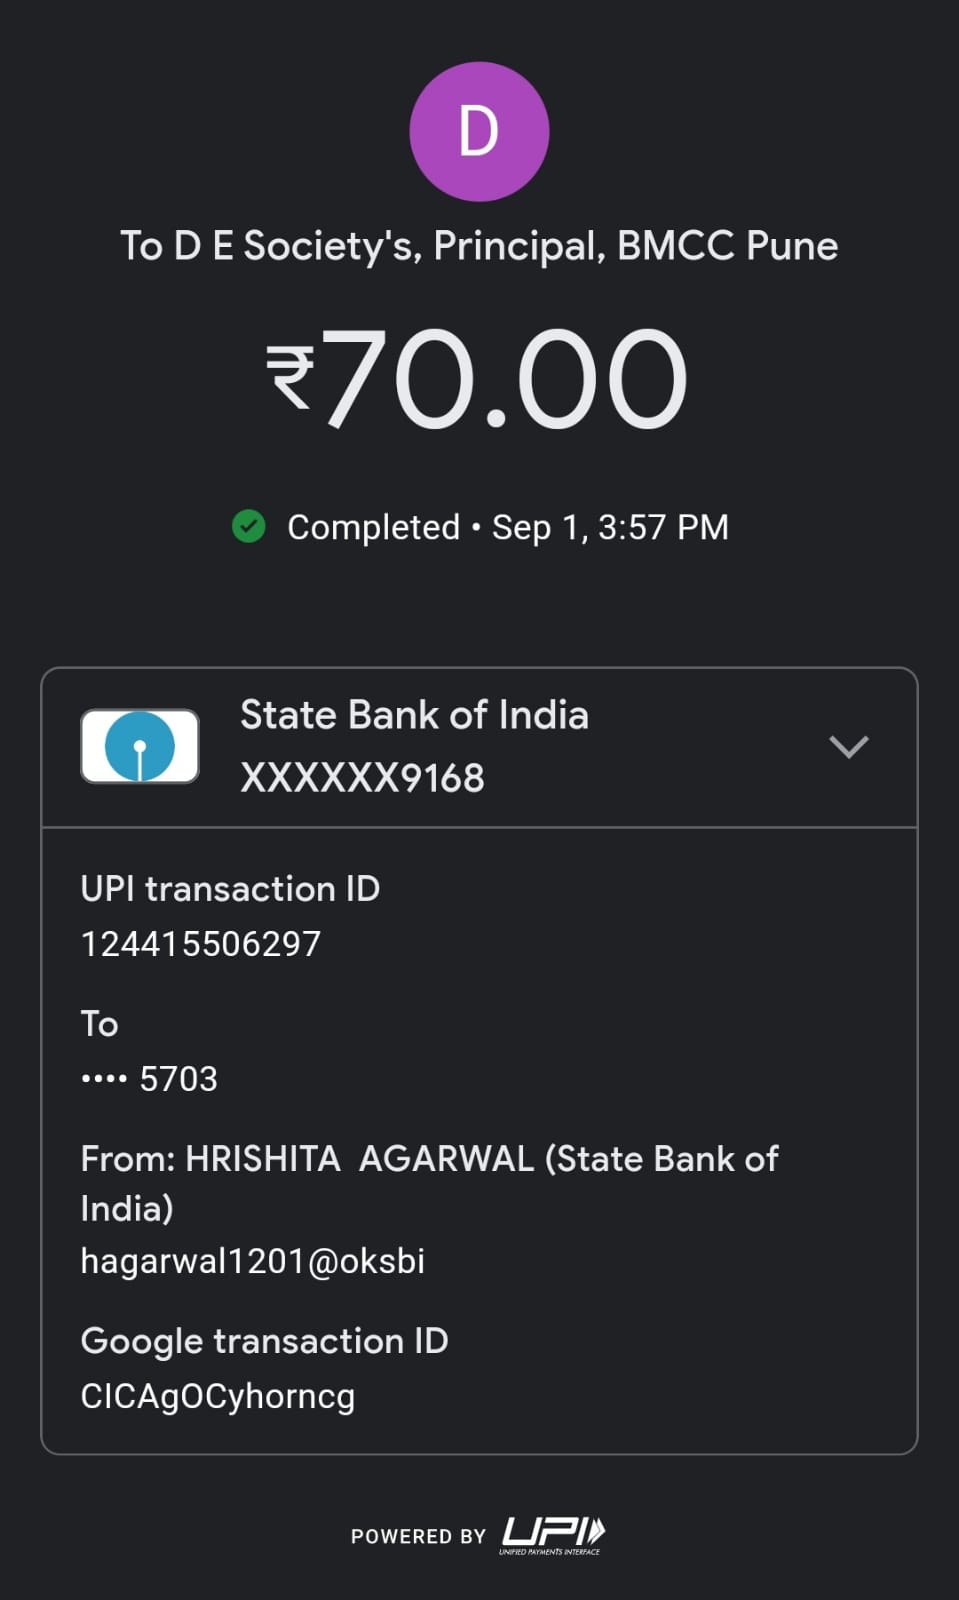 D
To D E Society's, Principal, BMCC Pune
₹70.00
Completed • Sep 1, 3:57 PM
State Bank of India
XXXXXX9168
UPI transaction ID
124415506297
To
•••• 5703
From: HRISHITA  AGARWAL (State Bank of
India)
hagarwal1201@oksbi
Google transaction ID
CICAgOCyhorncg
POWERED BY UPI
UNIFIED PAYMENTS INTERFACE